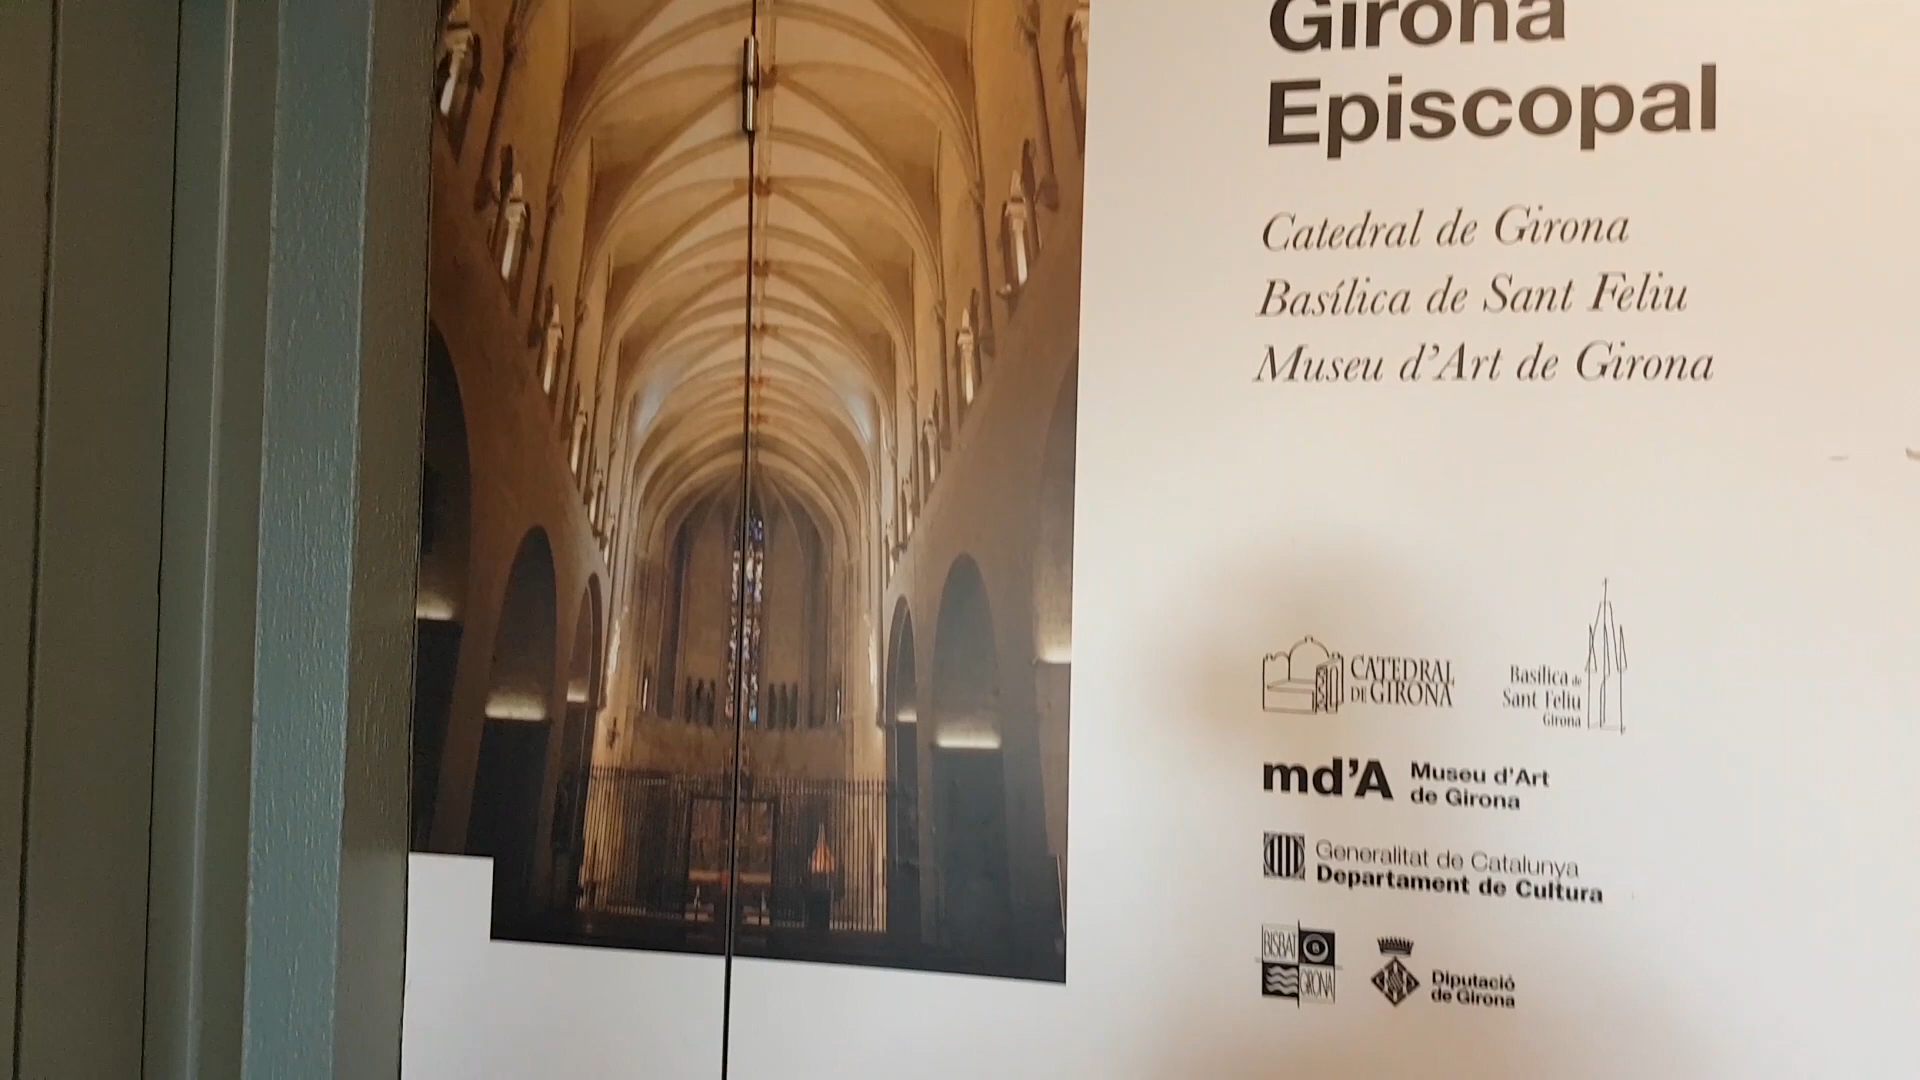 Girona
Episcopal
Catedral de Girona
Basílica de Sant Feliu
Museu d'Art de Girona
CATEDRAL
DE GIRONA
Basílica de
Sant Feliu
Girona
md'A
Museu d'Art
de Girona
Generalitat de Catalunya
Departament de Cultura
BISBAT
GIRONA
Diputació
de Girona